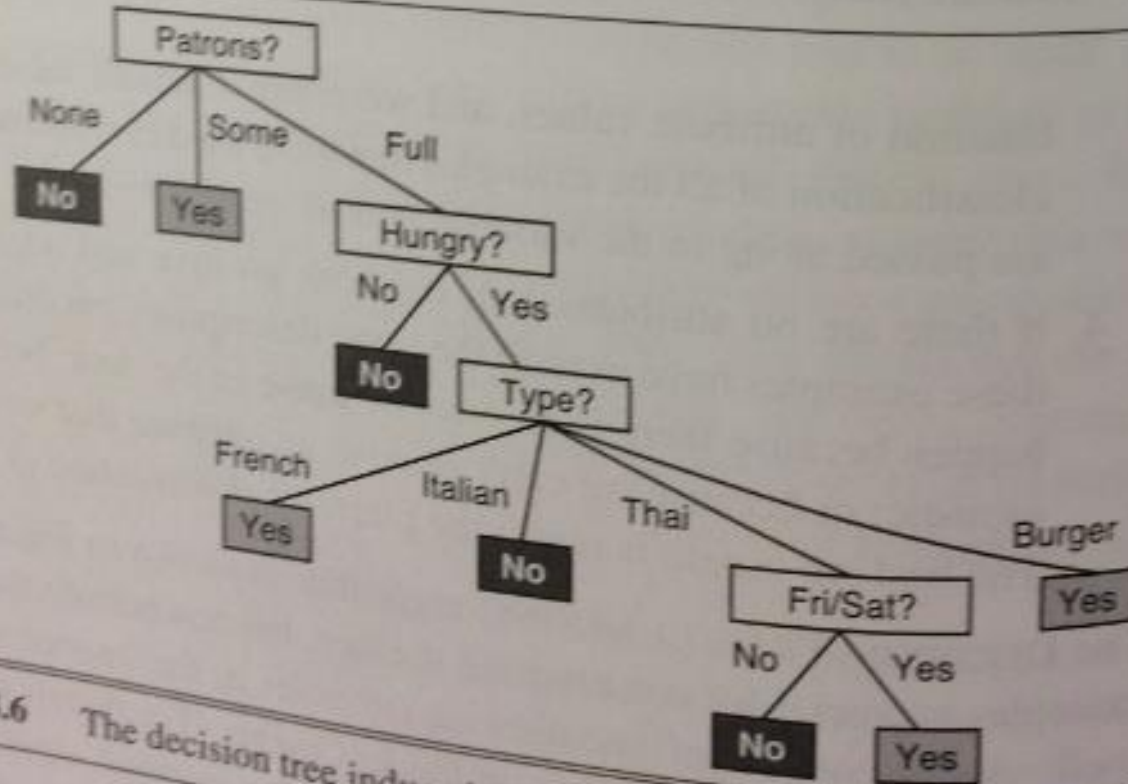 Patrons?
None
Some
Full
No
Yes
Hungry?
No
Yes
No
Type?
French
Italian
Thai
Burger
Yes
No
Fri/Sat?
Yes
No
Yes
No
Yes
.6 The decision tree